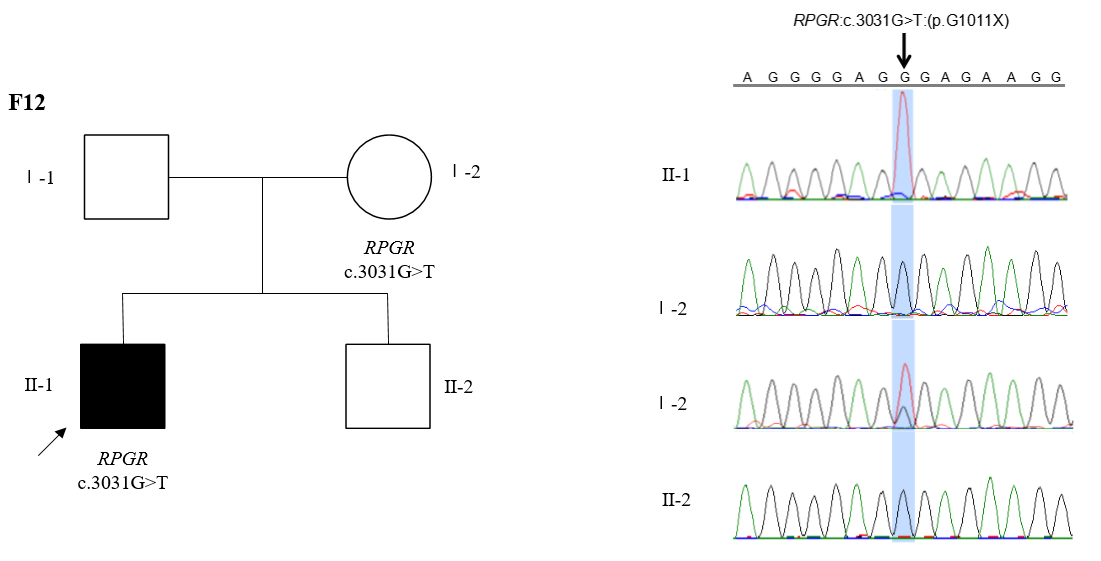 F12
Ⅰ-1
Ⅰ-2
RPGR
c.3031G>T
II-1
II-2
RPGR
c.3031G>T
RPGR:c.3031G>T:(p.G1011X)
A G G G G A G G G A G A A G G
II-1
Ⅰ-2
Ⅰ-2
II-2